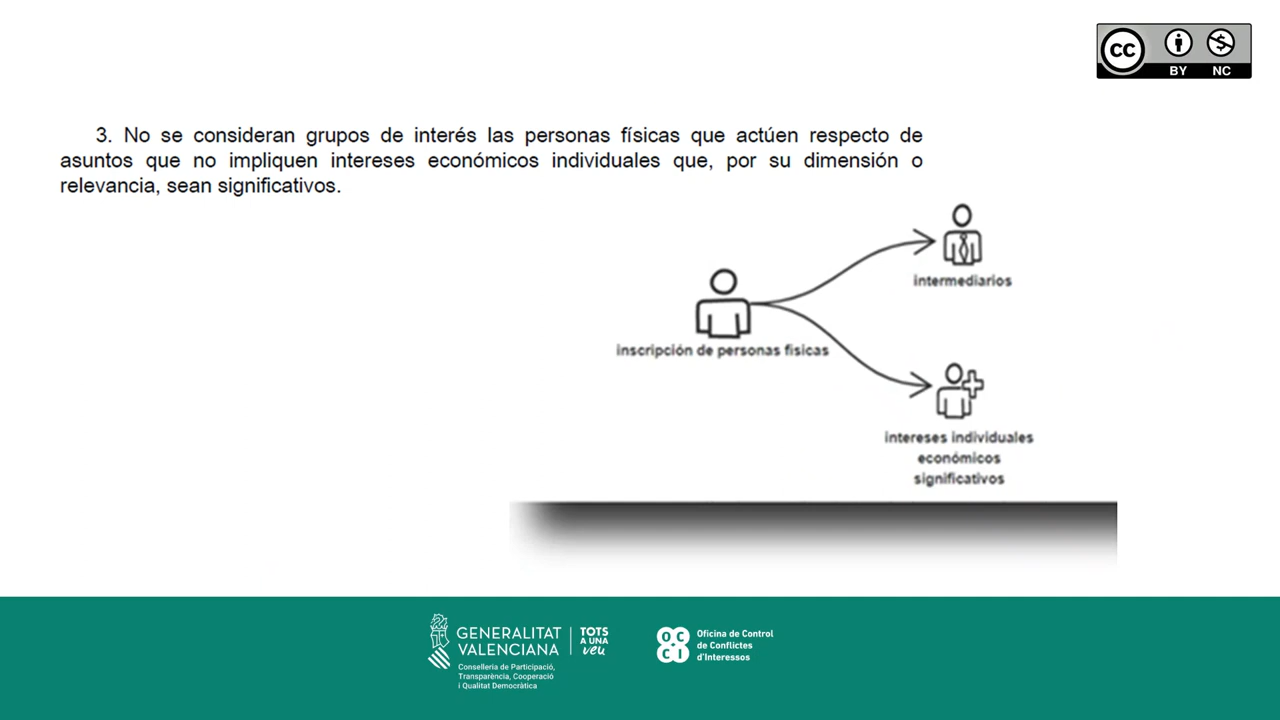 CC
BY NC
3. No se consideran grupos de interés las personas físicas que actúen respecto de
asuntos que no impliquen intereses económicos individuales que, por su dimensión o
relevancia, sean significativos.
intermediarios
inscripción de personas físicas
intereses individuales
económicos
significativos
GENERALITAT
VALENCIANA
Conselleria de Participació,
Transparència, Cooperació
i Qualitat Democràtica
TOTS
A UNA
veu
OC
CI
Oficina de Control
de Conflictes
d'Interessos